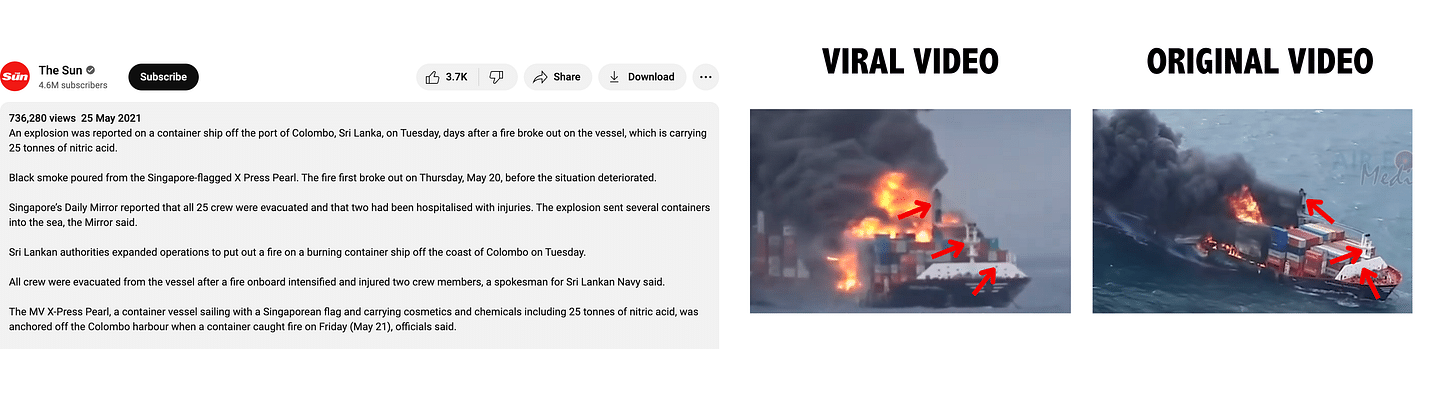 The Sun
4.6M subscribers
Subscribe
3.7K
Share
Download
736,280 views  25 May 2021
An explosion was reported on a container ship off the port of Colombo, Sri Lanka, on Tuesday, days after a fire broke out on the vessel, which is carrying
25 tonnes of nitric acid.
Black smoke poured from the Singapore-flagged X Press Pearl. The fire first broke out on Thursday, May 20, before the situation deteriorated.
Singapore's Daily Mirror reported that all 25 crew were evacuated and that two had been hospitalised with injuries. The explosion sent several containers
into the sea, the Mirror said.
Sri Lankan authorities expanded operations to put out a fire on a burning container ship off the coast of Colombo on Tuesday.
All crew were evacuated from the vessel after a fire onboard intensified and injured two crew members, a spokesman for Sri Lankan Navy said.
The MV X-Press Pearl, a container vessel sailing with a Singaporean flag and carrying cosmetics and chemicals including 25 tonnes of nitric acid, was
anchored off the Colombo harbour when a container caught fire on Friday (May 21), officials said.
VIRAL VIDEO
ORIGINAL VIDEO